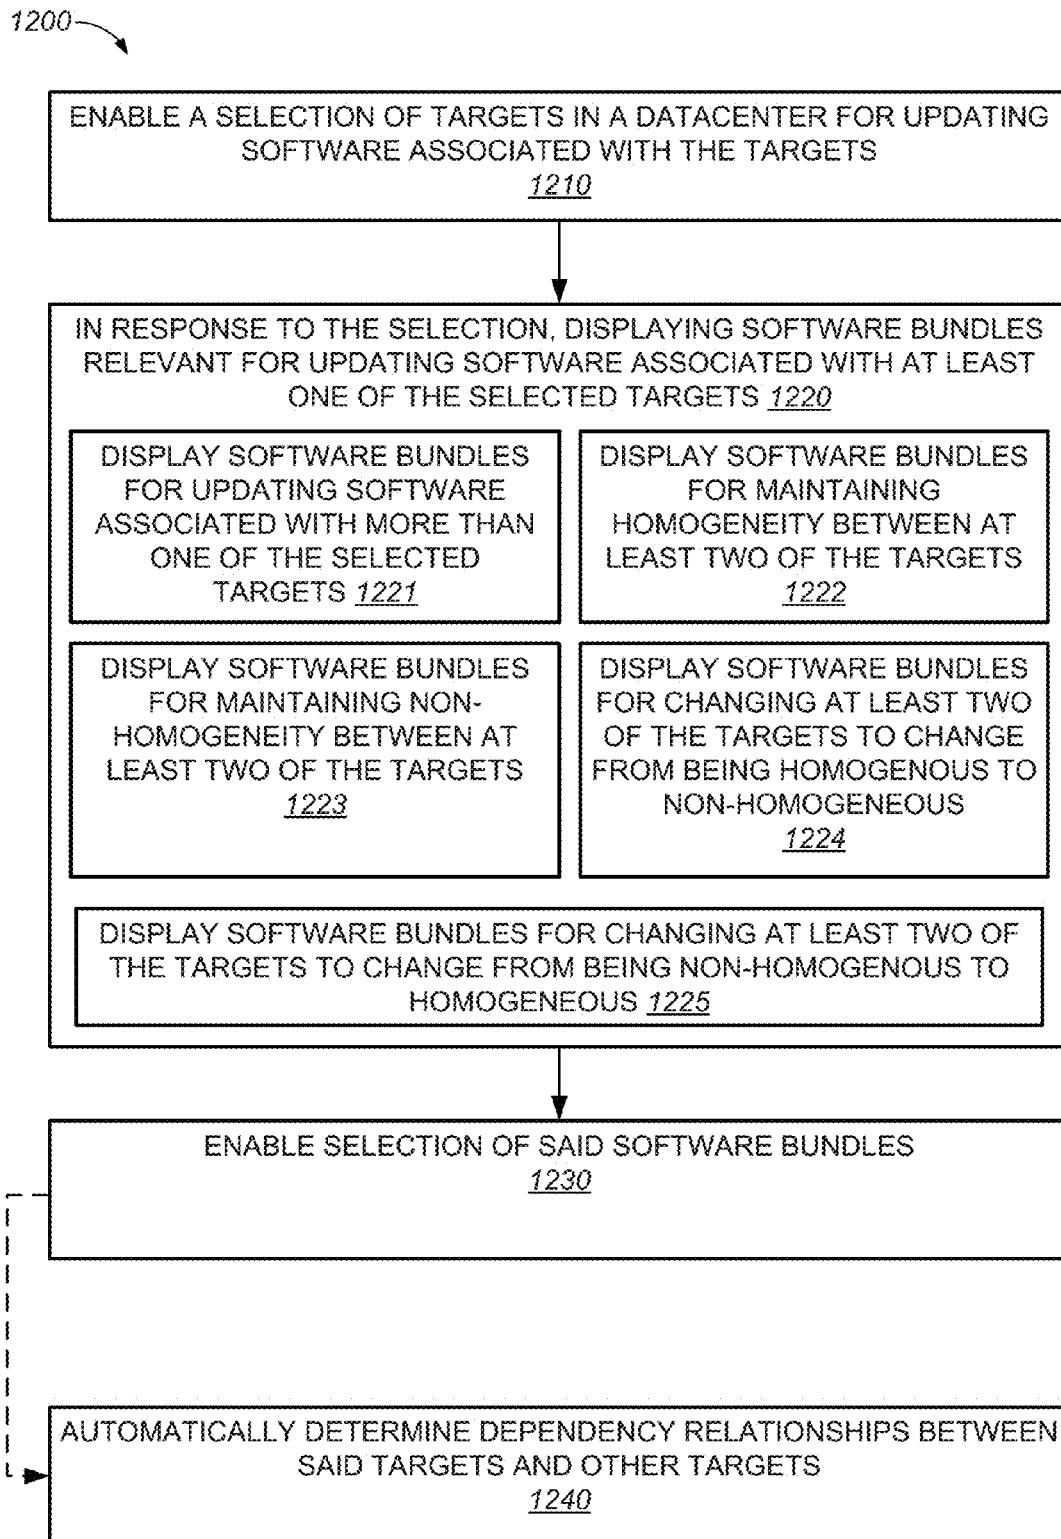 1200
ENABLE A SELECTION OF TARGETS IN A DATACENTER FOR UPDATING
SOFTWARE ASSOCIATED WITH THE TARGETS
1210
IN RESPONSE TO THE SELECTION, DISPLAYING SOFTWARE BUNDLES
RELEVANT FOR UPDATING SOFTWARE ASSOCIATED WITH AT LEAST
ONE OF THE SELECTED TARGETS 1220
DISPLAY SOFTWARE BUNDLES
FOR UPDATING SOFTWARE
ASSOCIATED WITH MORE THAN
ONE OF THE SELECTED
TARGETS 1221
DISPLAY SOFTWARE BUNDLES
FOR MAINTAINING
HOMOGENEITY BETWEEN AT
LEAST TWO OF THE TARGETS
1222
DISPLAY SOFTWARE BUNDLES
FOR MAINTAINING NON-
HOMOGENEITY BETWEEN AT
LEAST TWO OF THE TARGETS
1223
DISPLAY SOFTWARE BUNDLES
FOR CHANGING AT LEAST TWO
OF THE TARGETS TO CHANGE
FROM BEING HOMOGENOUS TO
NON-HOMOGENEOUS
1224
DISPLAY SOFTWARE BUNDLES FOR CHANGING AT LEAST TWO OF
THE TARGETS TO CHANGE FROM BEING NON-HOMOGENOUS TO
HOMOGENEOUS 1225
ENABLE SELECTION OF SAID SOFTWARE BUNDLES
1230
AUTOMATICALLY DETERMINE DEPENDENCY RELATIONSHIPS BETWEEN
SAID TARGETS AND OTHER TARGETS
1240